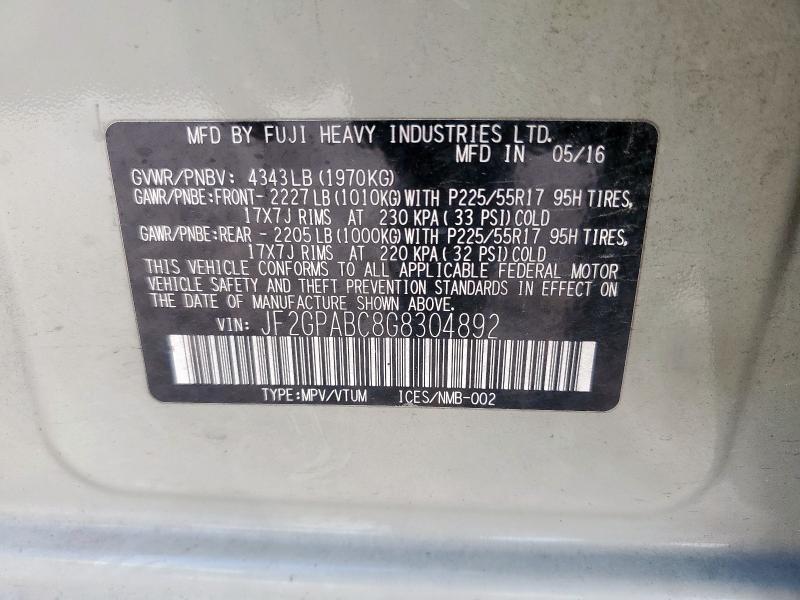 MFD BY FUJI HEAVY INDUSTRIES LTD.
MFD IN 05/16
GVWR/PNBV: 4343LB (1970KG)
GAWR/PNBE:FRONT- 2227LB (1010KG) WITH P225/55R17 95H TIRES,
17X7J RIMS AT 230 KPA ( 33 PSI) COLD
GAWR/PNBE:REAR - 2205LB (1000KG) WITH P225/55R17 95H TIRES,
17X7J RIMS AT 220 KPA ( 32 PSI) COLD
THIS VEHICLE CONFORMS TO ALL APPLICABLE FEDERAL MOTOR
VEHICLE SAFETY AND THEFT PREVENTION STANDARDS IN EFFECT ON
THE DATE OF MANUFACTURE SHOWN ABOVE.
VIN: JF2GPABC8G8304892
TYPE:MPV/VTUM ICES/NMB-002